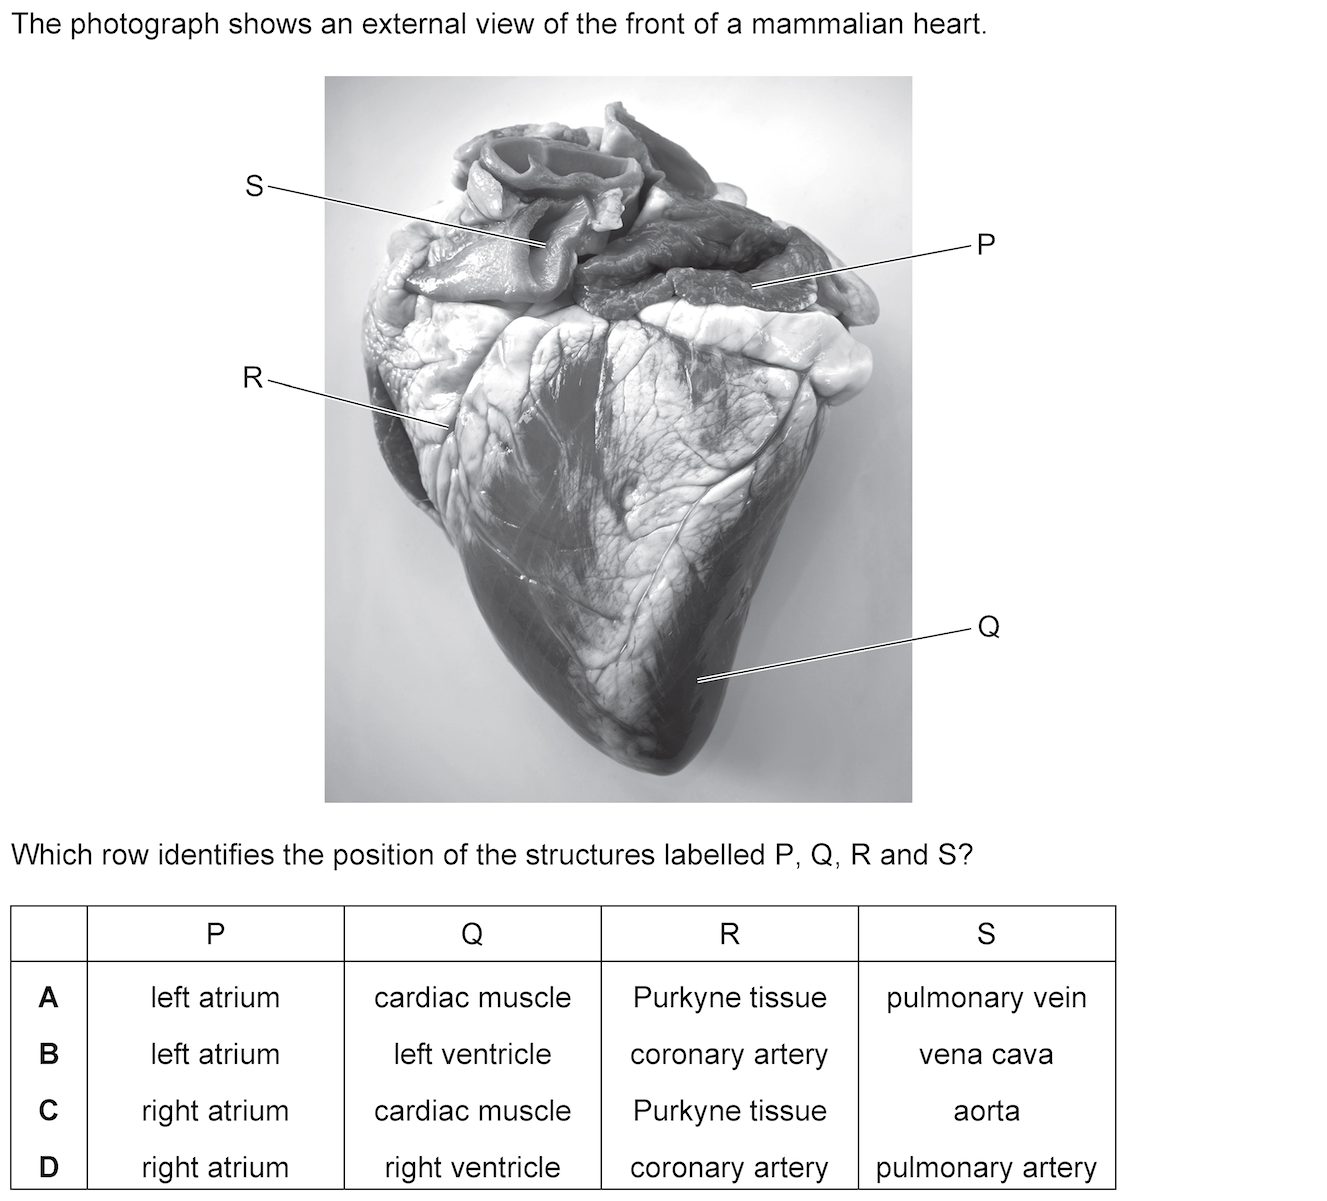 The photograph shows an external view of the front of a mammalian heart.
S
P
R
Q
Which row identifies the position of the structures labelled P, Q, R and S?
P Q R S
A left atrium cardiac muscle Purkyne tissue pulmonary vein
B left atrium left ventricle coronary artery vena cava
C right atrium cardiac muscle Purkyne tissue aorta
D right atrium right ventricle coronary artery pulmonary artery